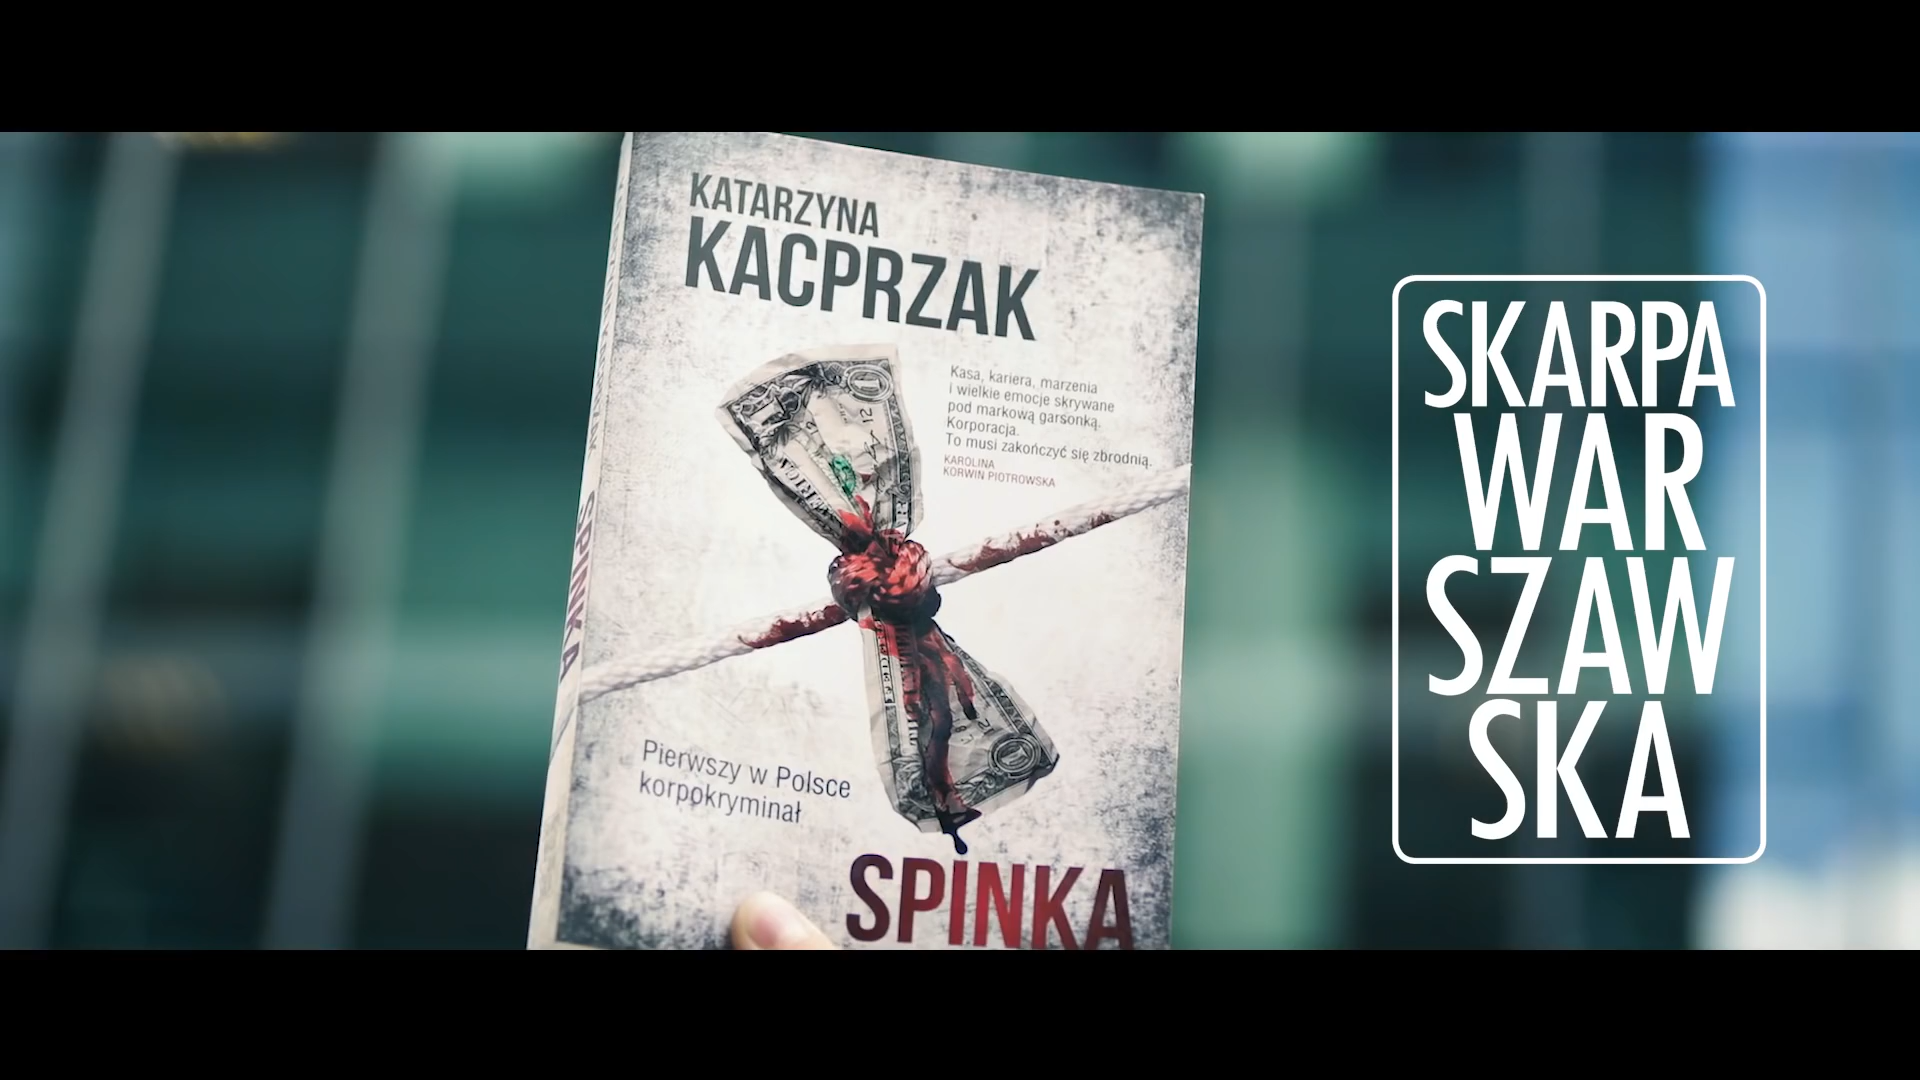 KATARZYNA
KACPRZAK
Kasa, kariera, marzenia
i wielkie emocje skrywane
pod markową garsonką.
Korporacja.
To musi zakończyć się zbrodnią.
KAROLINA
KORWIN PIOTROWSKA
Pierwszy w Polsce
korpokryminał
SPINKA
SPINKA
SKARPA
WAR
SZAW
SKA